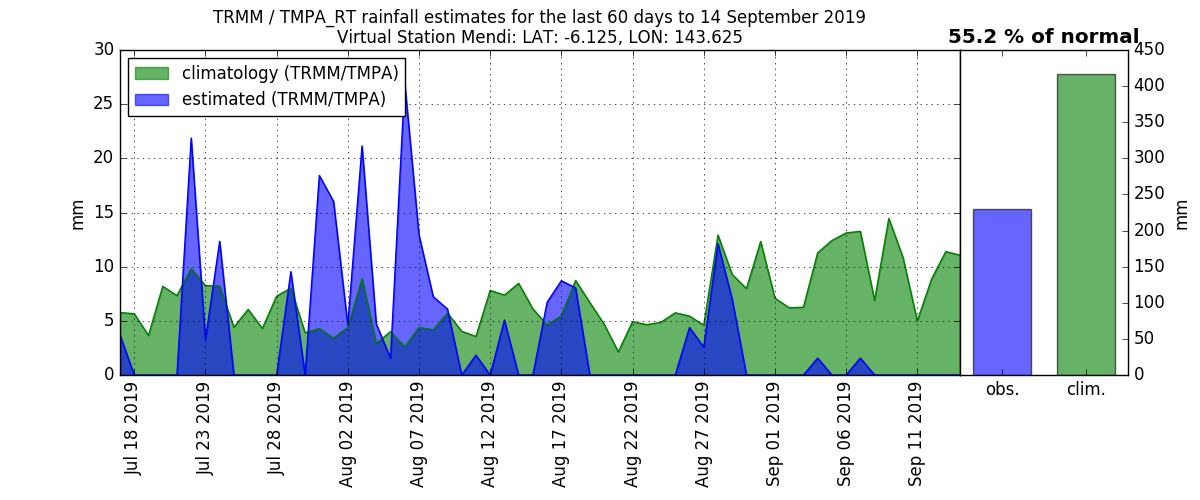 TRMM / TMPA_RT rainfall estimates for the last 60 days to 14 September 2019
Virtual Station Mendi: LAT: -6.125, LON: 143.625
55.2 % of normal
climatology (TRMM/TMPA)
estimated (TRMM/TMPA)
30
25
20
15
10
5
0
mm
Jul 18 2019
Jul 23 2019
Jul 28 2019
Aug 02 2019
Aug 07 2019
Aug 12 2019
Aug 17 2019
Aug 22 2019
Aug 27 2019
Sep 01 2019
Sep 06 2019
Sep 11 2019
obs.
clim.
450
400
350
300
250
200
150
100
50
0
mm